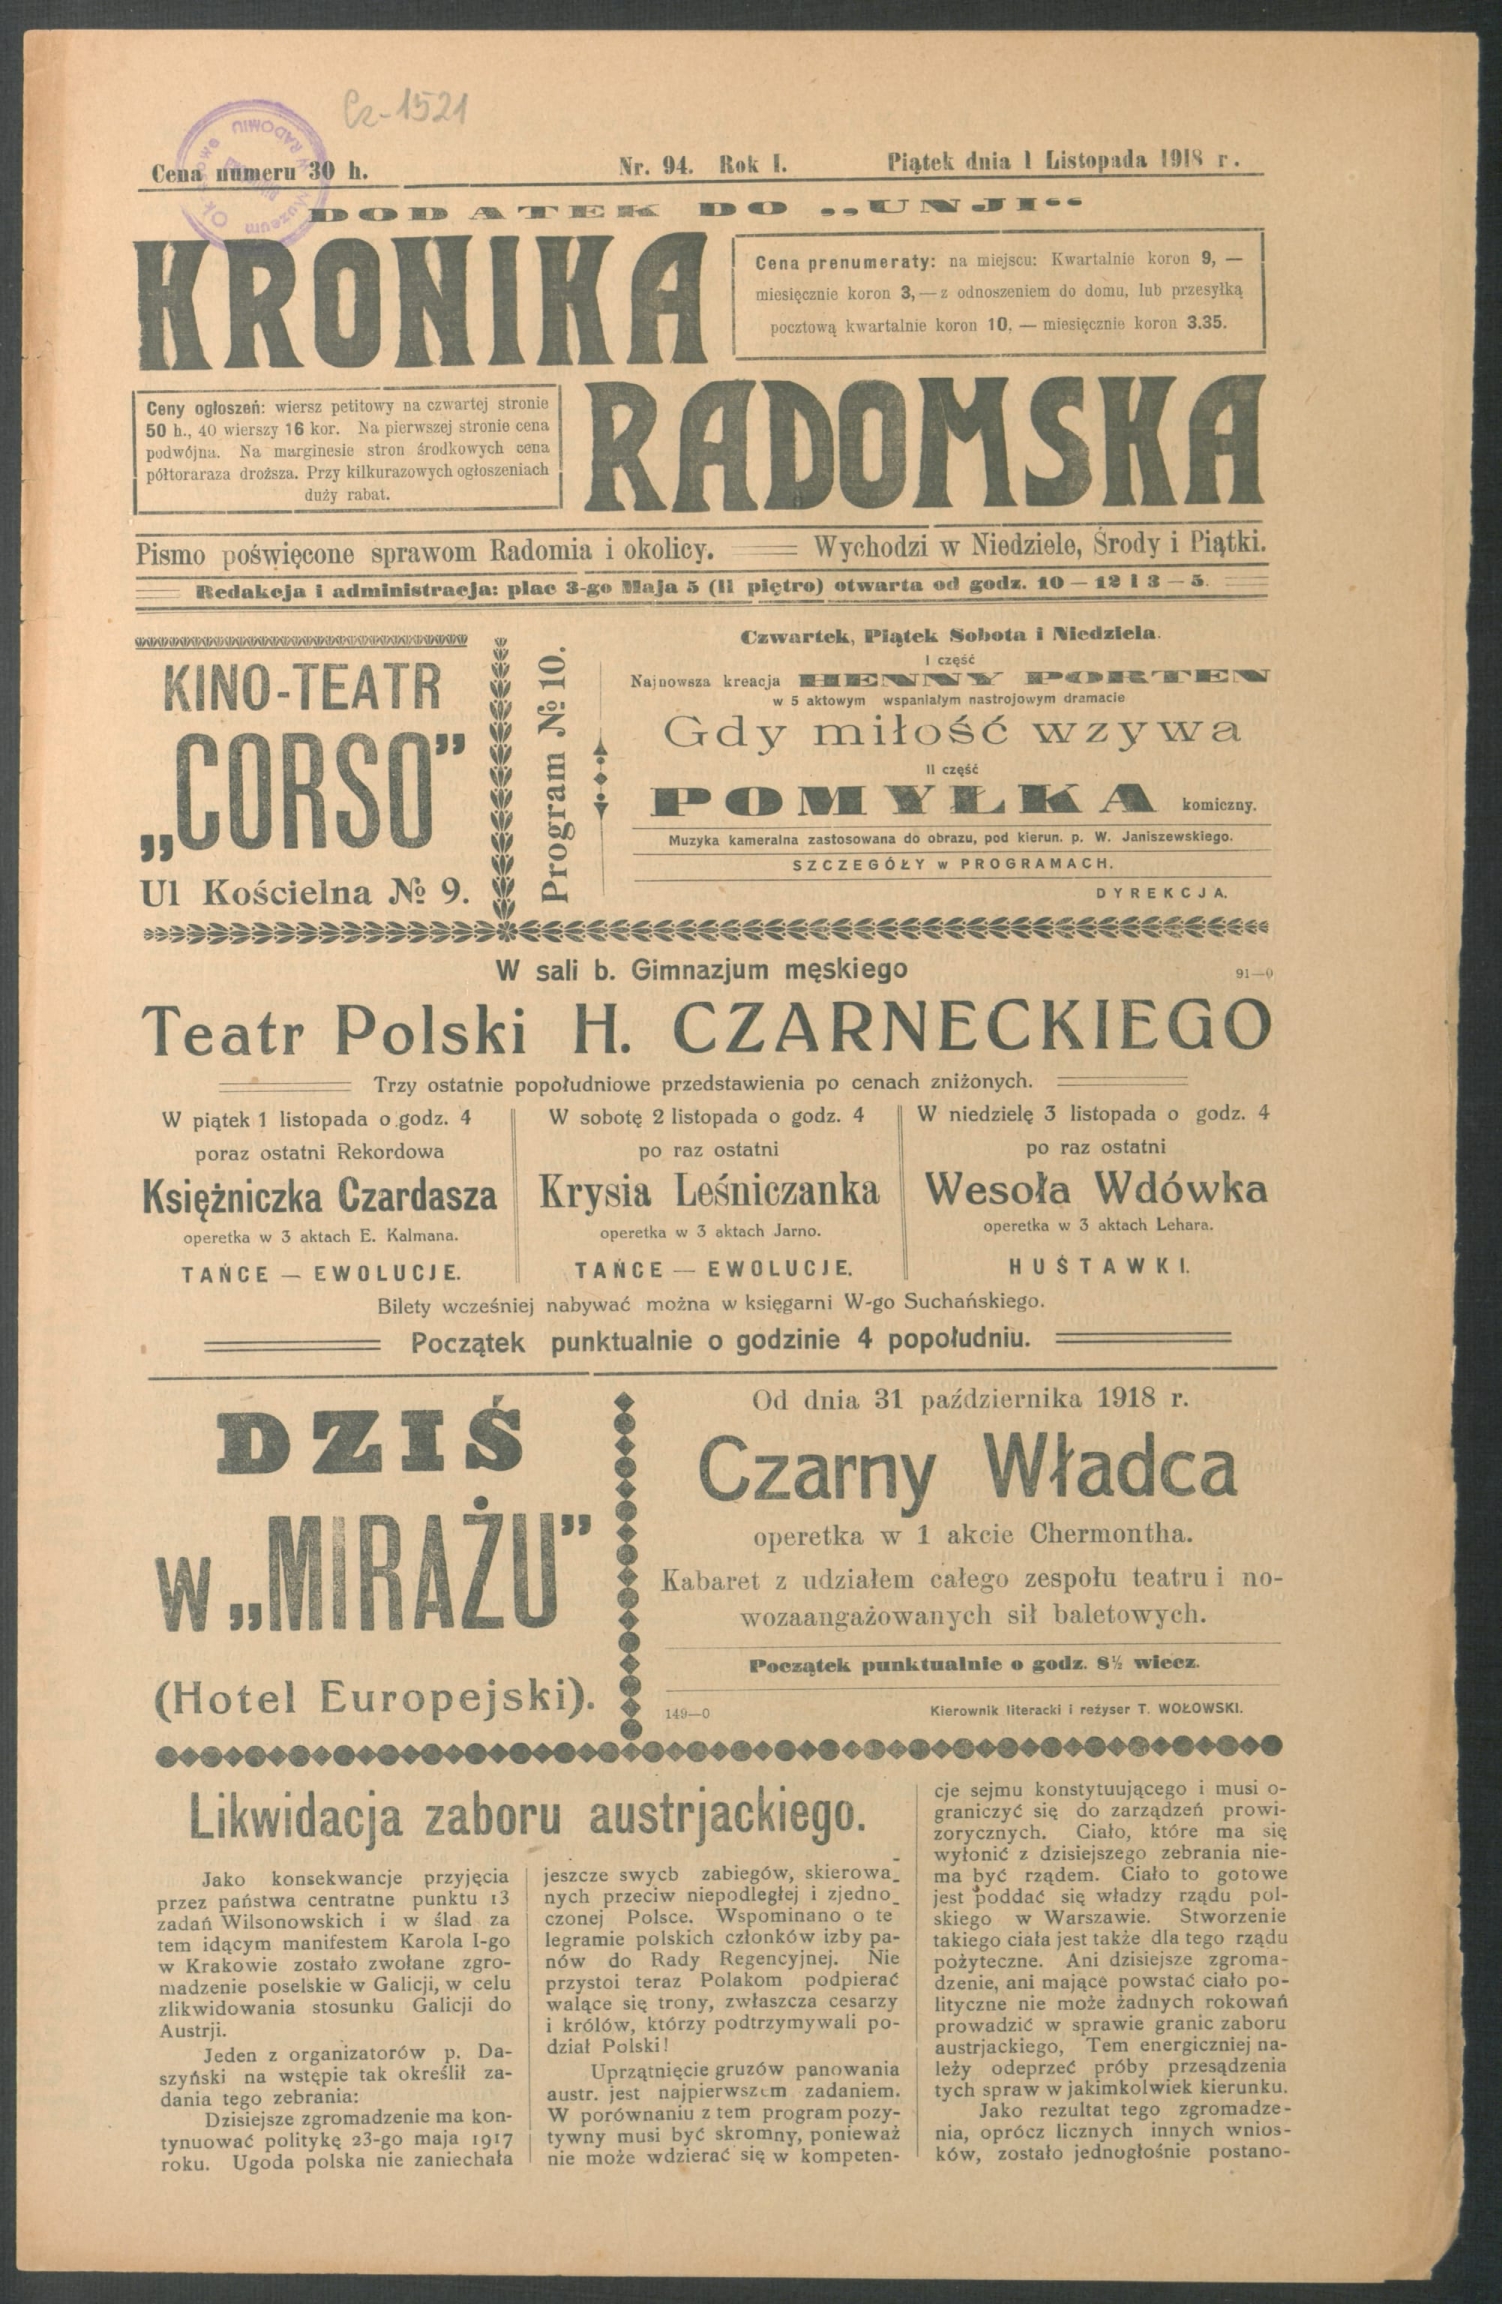 Cz-1521
Cena numeru 30 h.
Nr. 94. Rok I.
Piątek dnia 1 Listopada 1918 r.
DODATEK DO „UNJI“
KRONIKA
Cena prenumeraty: na miejscu: Kwartalnie koron 9, —
miesięcznie koron 3,— z odnoszeniem do domu, lub przesyłką
pocztową kwartalnie koron 10, — miesięcznie koron 3.35.
Ceny ogłoszeń: wiersz petitowy na czwartej stronie
50 h., 40 wierszy 16 kor. Na pierwszej stronie cena
podwójna. Na marginesie stron środkowych cena
półtoraraza droższa. Przy kilkurazowych ogłoszeniach
duży rabat.
RADOMSKA
Pismo poświęcone sprawom Radomia i okolicy.
Wychodzi w Niedziele, Środy i Piątki.
Redakcja i administracja: plac 3-go Maja 5 (II piętro) otwarta od godz. 10 — 12 i 3 — 5.
KINO-TEATR
„CORSO”
Ul Kościelna № 9.
Program № 10.
Czwartek, Piątek Sobota i Niedziela.
I część
Najnowsza kreacja HENNY PORTEN
w 5 aktowym wspaniałym nastrojowym dramacie
Gdy miłość wzywa
II część
POMYŁKA komiczny.
Muzyka kameralna zastosowana do obrazu, pod kierun. p. W. Janiszewskiego.
SZCZEGÓŁY w PROGRAMACH.
DYREKCJA.
W sali b. Gimnazjum męskiego
91—0
Teatr Polski H. CZARNECKIEGO
Trzy ostatnie popołudniowe przedstawienia po cenach zniżonych.
W piątek 1 listopada o godz. 4
poraz ostatni Rekordowa
Księżniczka Czardasza
operetka w 3 aktach E. Kalmana.
TAŃCE — EWOLUCJE.
W sobotę 2 listopada o godz. 4
po raz ostatni
Krysia Leśniczanka
operetka w 3 aktach Jarno.
TAŃCE — EWOLUCJE.
W niedzielę 3 listopada o godz. 4
po raz ostatni
Wesoła Wdówka
operetka w 3 aktach Lehara.
HUŚTAWKI.
Bilety wcześniej nabywać można w księgarni W-go Suchańskiego.
Początek punktualnie o godzinie 4 popołudniu.
DZIŚ
w „MIRAŻU”
(Hotel Europejski).
Od dnia 31 października 1918 r.
Czarny Władca
operetka w 1 akcie Chermontha.
Kabaret z udziałem całego zespołu teatru i no-
wozaangażowanych sił baletowych.
Początek punktualnie o godz. 8½ wiecz.
149—0
Kierownik literacki i reżyser T. WOŁOWSKI.
Likwidacja zaboru austrjackiego.
Jako konsekwancje przyjęcia
przez państwa centratne punktu 13
zadań Wilsonowskich i w ślad za
tem idącym manifestem Karola I-go
w Krakowie zostało zwołane zgro-
madzenie poselskie w Galicji, w celu
zlikwidowania stosunku Galicji do
Austrji.
Jeden z organizatorów p. Da-
szyński na wstępie tak określił za-
dania tego zebrania:
Dzisiejsze zgromadzenie ma kon-
tynuować politykę 23-go maja 1917
roku. Ugoda polska nie zaniechała
jeszcze swycb zabiegów, skierowa_
nych przeciw niepodległej i zjedno_
czonej Polsce. Wspominano o te
legramie polskich członków izby pa-
nów do Rady Regencyjnej. Nie
przystoi teraz Polakom podpierać
walące się trony, zwłaszcza cesarzy
i królów, którzy podtrzymywali po-
dział Polski!
Uprzątnięcie gruzów panowania
austr. jest najpierwszem zadaniem.
W porównaniu z tem program pozy-
tywny musi być skromny, ponieważ
nie może wdzierać się w kompeten-
cje sejmu konstytuującego i musi o-
graniczyć się do zarządzeń prowi-
zorycznych. Ciało, które ma się
wyłonić z dzisiejszego zebrania nie-
ma być rządem. Ciało to gotowe
jest poddać się władzy rządu pol-
skiego w Warszawie. Stworzenie
takiego ciała jest także dla tego rządu
pożyteczne. Ani dzisiejsze zgroma-
dzenie, ani mające powstać ciało po-
lityczne nie może żadnych rokowań
prowadzić w sprawie granic zaboru
austrjackiego, Tem energiczniej na-
leży odeprzeć próby przesądzenia
tych spraw w jakimkolwiek kierunku.
Jako rezultat tego zgromadze-
nia, oprócz licznych innych wnios-
ków, zostało jednogłośnie postano-